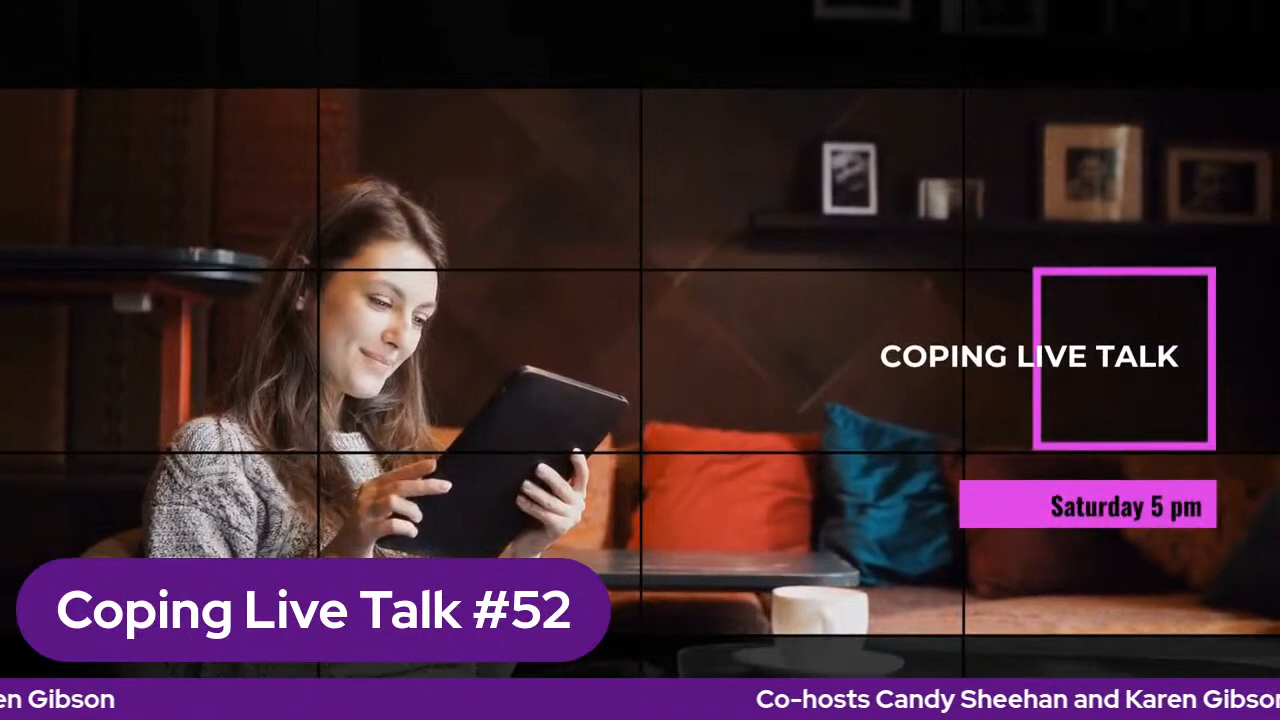 COPING LIVE TALK
Saturday 5 pm
Coping Live Talk #52
en Gibson
Co-hosts Candy Sheehan and Karen Gibson